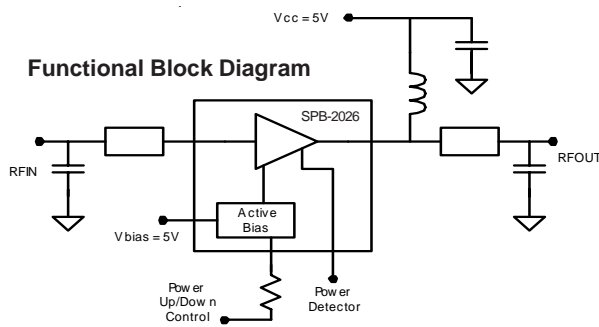 Vcc = 5V
Functional Block Diagram
SPB-2026
RFIN
RFOUT
Active
Bias
Vbias = 5V
Power
Up/Down
Control
Power
Detector